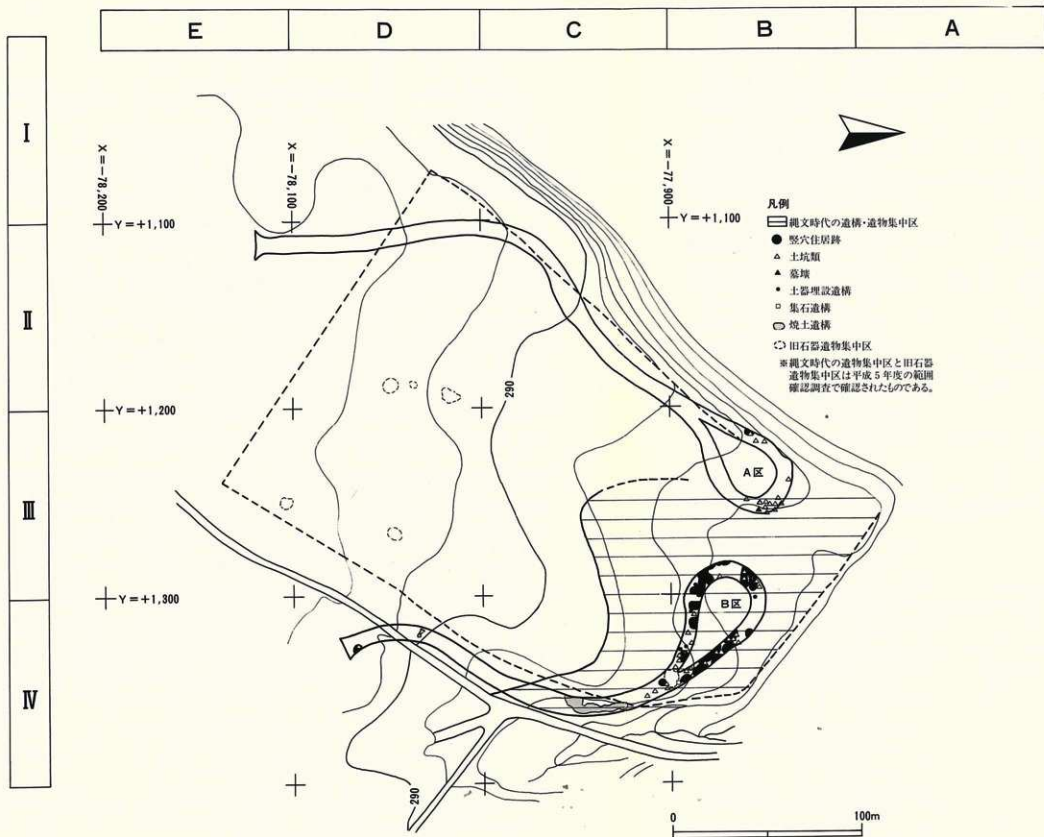 E D C B A
I
II
III
IV
X=-78,200
X=-78,100
X=-77,900
Y=+1,100
Y=+1,100
Y=+1,200
Y=+1,300
290
290
A区
B区
凡例
縄文時代の遺構・遺物集中区
竪穴住居跡
土坑類
墓壙
土器埋設遺構
集石遺構
焼土遺構
旧石器遺物集中区
※縄文時代の遺物集中区と旧石器
遺物集中区は平成5年度の範囲
確認調査で確認されたものである。
0 100m